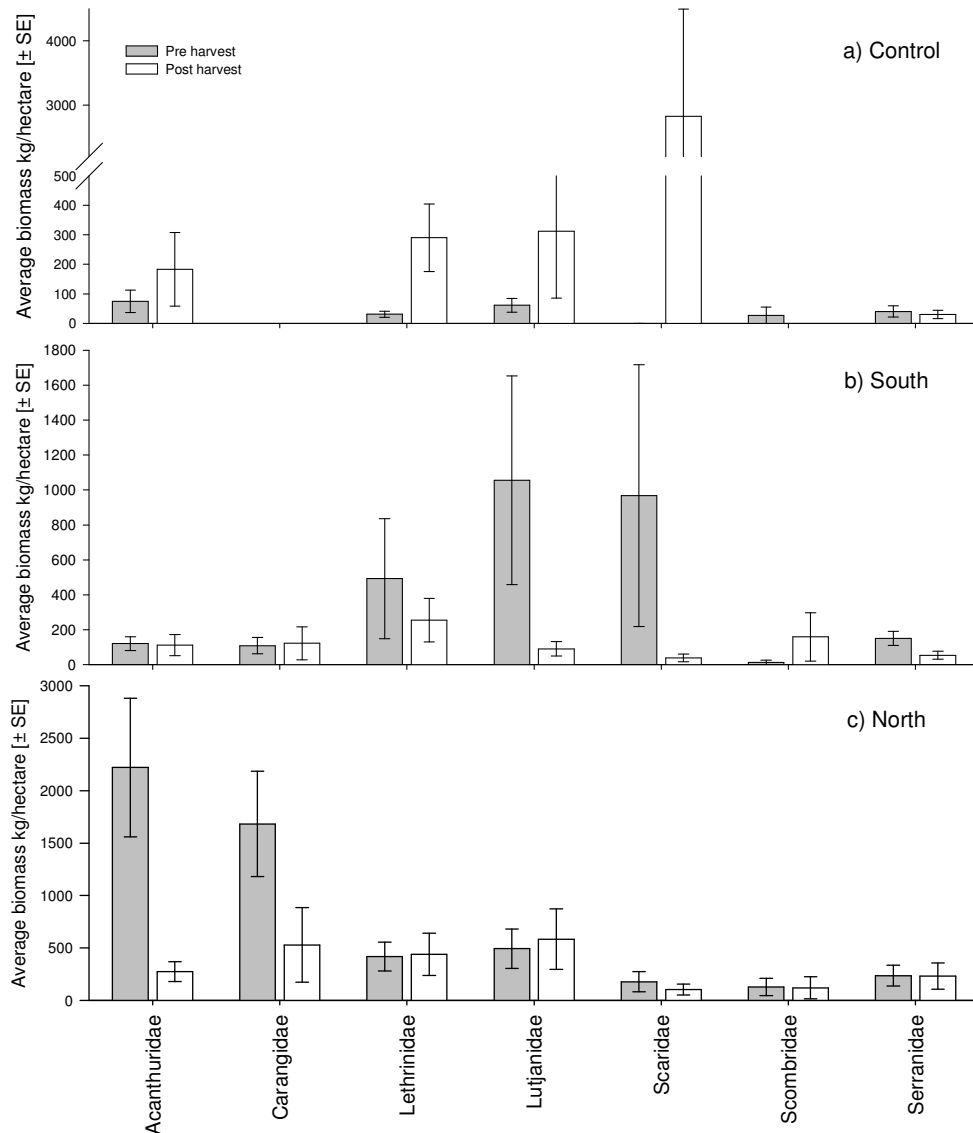 Average biomass kg/hectare [± SE]
4000
3000
500
400
300
200
100
0
Pre harvest
Post harvest
a) Control
Average biomass kg/hectare [± SE]
1800
1600
1400
1200
1000
800
600
400
200
0
b) South
Average biomass kg/hectare [± SE]
3000
2500
2000
1500
1000
500
0
c) North
Acanthuridae
Carangidae
Lethrinidae
Lutjanidae
Scaridae
Scombridae
Serranidae